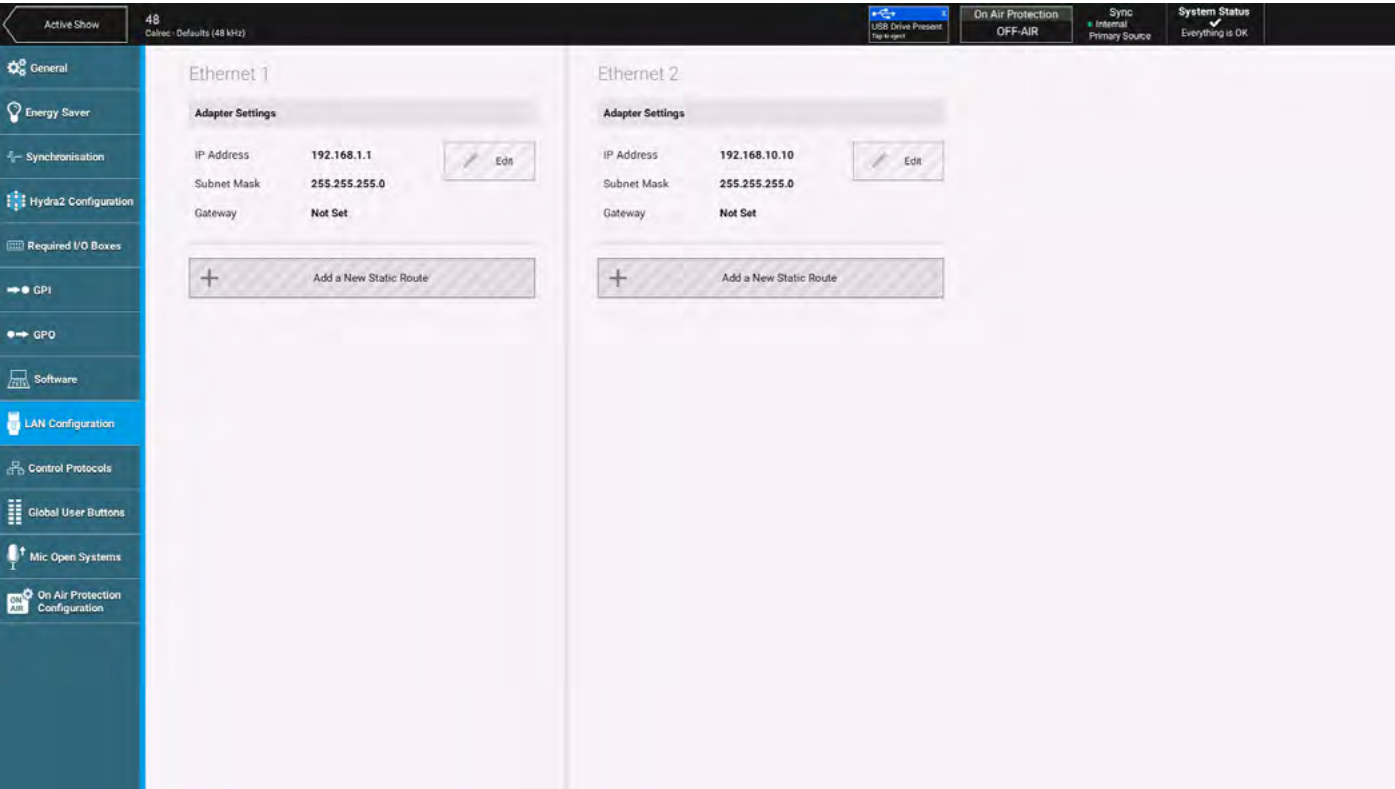 Active Show
48
Calrec - Defaults (48 kHz)
USB Drive Present
Tap to eject
x
On Air Protection
OFF-AIR
Sync
Internal
Primary Source
System Status
Everything is OK
General
Energy Saver
Synchronisation
Hydra2 Configuration
Required I/O Boxes
GPI
GPO
Software
LAN Configuration
Control Protocols
Global User Buttons
Mic Open Systems
ON AIR
On Air Protection
Configuration
Ethernet 1
Adapter Settings
IP Address 192.168.1.1
Edit
Subnet Mask 255.255.255.0
Gateway Not Set
Add a New Static Route
Ethernet 2
Adapter Settings
IP Address 192.168.10.10
Edit
Subnet Mask 255.255.255.0
Gateway Not Set
Add a New Static Route